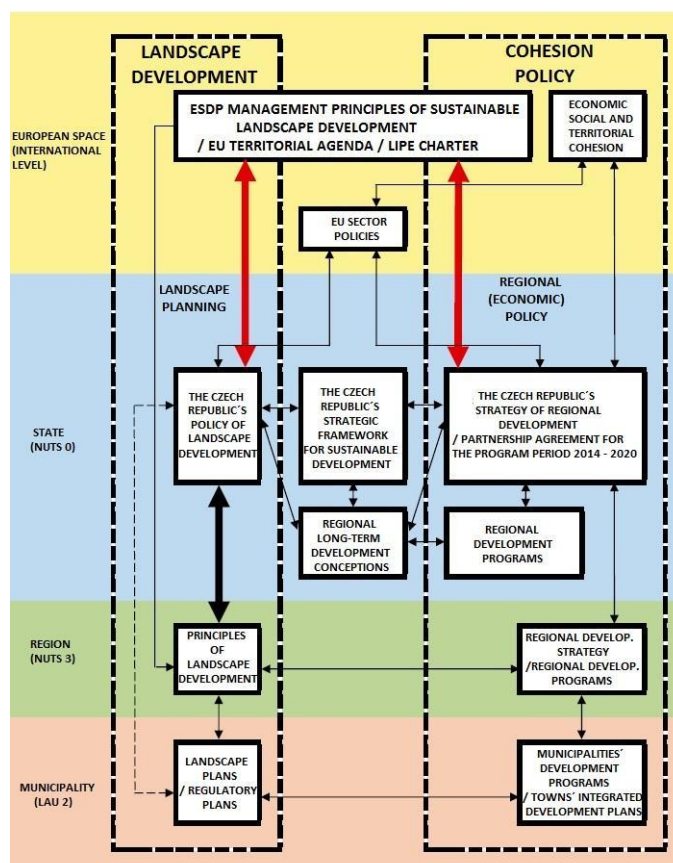 LANDSCAPE
DEVELOPMENT
COHESION
POLICY
EUROPEAN SPACE
(INTERNATIONAL
LEVEL)
ESDP MANAGEMENT PRINCIPLES OF SUSTAINABLE
LANDSCAPE DEVELOPMENT
/ EU TERRITORIAL AGENDA / LIPE CHARTER
ECONOMIC
SOCIAL AND
TERRITORIAL
COHESION
EU SECTOR
POLICIES
LANDSCAPE
PLANNING
REGIONAL
(ECONOMIC)
POLICY
STATE
(NUTS 0)
THE CZECH
REPUBLIC´S
POLICY OF
LANDSCAPE
DEVELOPMENT
THE CZECH
REPUBLIC´S
STRATEGIC
FRAMEWORK
FOR SUSTAINABLE
DEVELOPMENT
THE CZECH REPUBLIC´S
STRATEGY OF REGIONAL
DEVELOPMENT
/ PARTNERSHIP AGREEMENT FOR
THE PROGRAM PERIOD 2014 - 2020
REGIONAL
LONG-TERM
DEVELOPMENT
CONCEPTIONS
REGIONAL
DEVELOPMENT
PROGRAMS
REGION
(NUTS 3)
PRINCIPLES
OF
LANDSCAPE
DEVELOPMENT
REGIONAL DEVELOP.
STRATEGY
/REGIONAL DEVELOP.
PROGRAMS
MUNICIPALITY
(LAU 2)
LANDSCAPE
PLANS
/ REGULATORY
PLANS
MUNICIPALITIES´
DEVELOPMENT
PROGRAMS
/ TOWNS´ INTEGRATED
DEVELOPMENT PLANS